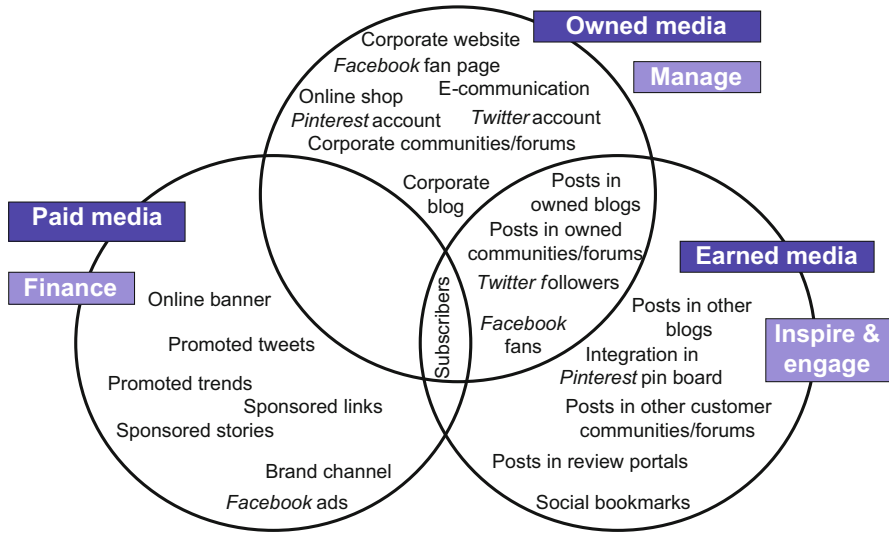 Owned media
Manage
Corporate website
Facebook fan page
E-communication
Online shop
Pinterest account
Twitter account
Corporate communities/forums
Corporate
blog
Posts in
owned blogs
Posts in owned
communities/forums
Twitter followers
Facebook
fans
Subscribers
Paid media
Finance
Online banner
Promoted tweets
Promoted trends
Sponsored links
Sponsored stories
Brand channel
Facebook ads
Earned media
Inspire &
engage
Posts in other
blogs
Integration in
Pinterest pin board
Posts in other customer
communities/forums
Posts in review portals
Social bookmarks